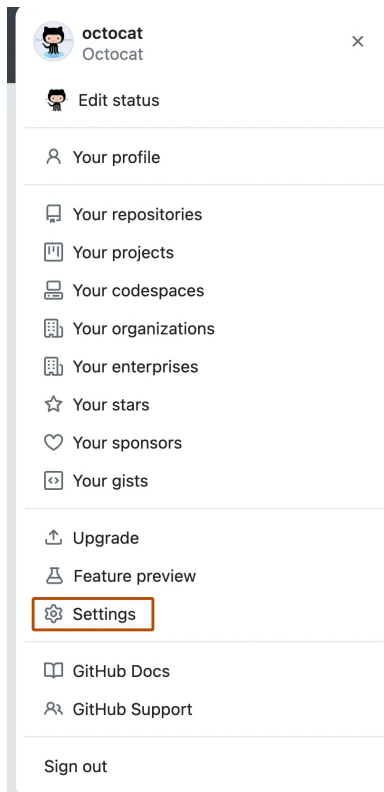 octocat
Octocat
Edit status
Your profile
Your repositories
Your projects
Your codespaces
Your organizations
Your enterprises
Your stars
Your sponsors
Your gists
Upgrade
Feature preview
Settings
GitHub Docs
GitHub Support
Sign out